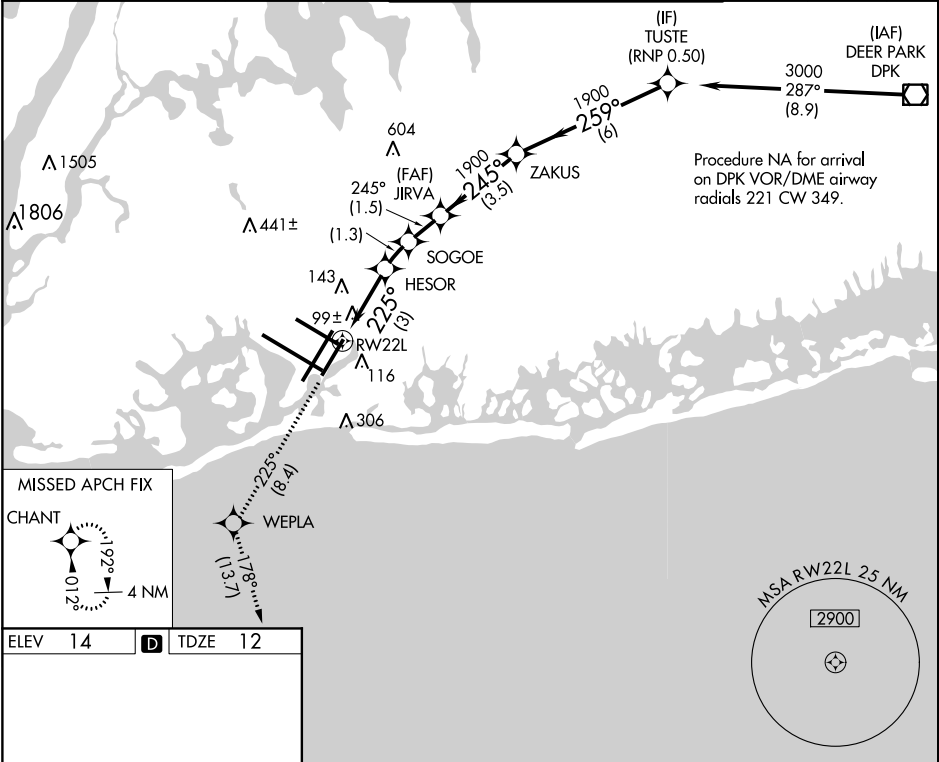 (IF)
TUSTE
(RNP 0.50)
(IAF)
DEER PARK
DPK
3000
287°
(8.9)
1900
259°
(6)
604
1505
ZAKUS
Procedure NA for arrival
on DPK VOR/DME airway
radials 221 CW 349.
(FAF)
JIRVA
1900
245°
(3.5)
245°
(1.5)
1806
441±
(1.3)
SOGOE
HESOR
143
225°
(3)
99±
RW22L
116
306
225°
(8.4)
MISSED APCH FIX
CHANT
192°
012°
4 NM
WEPLA
178°
(13.7)
MSA RW22L 25 NM
2900
ELEV 14 D TDZE 12